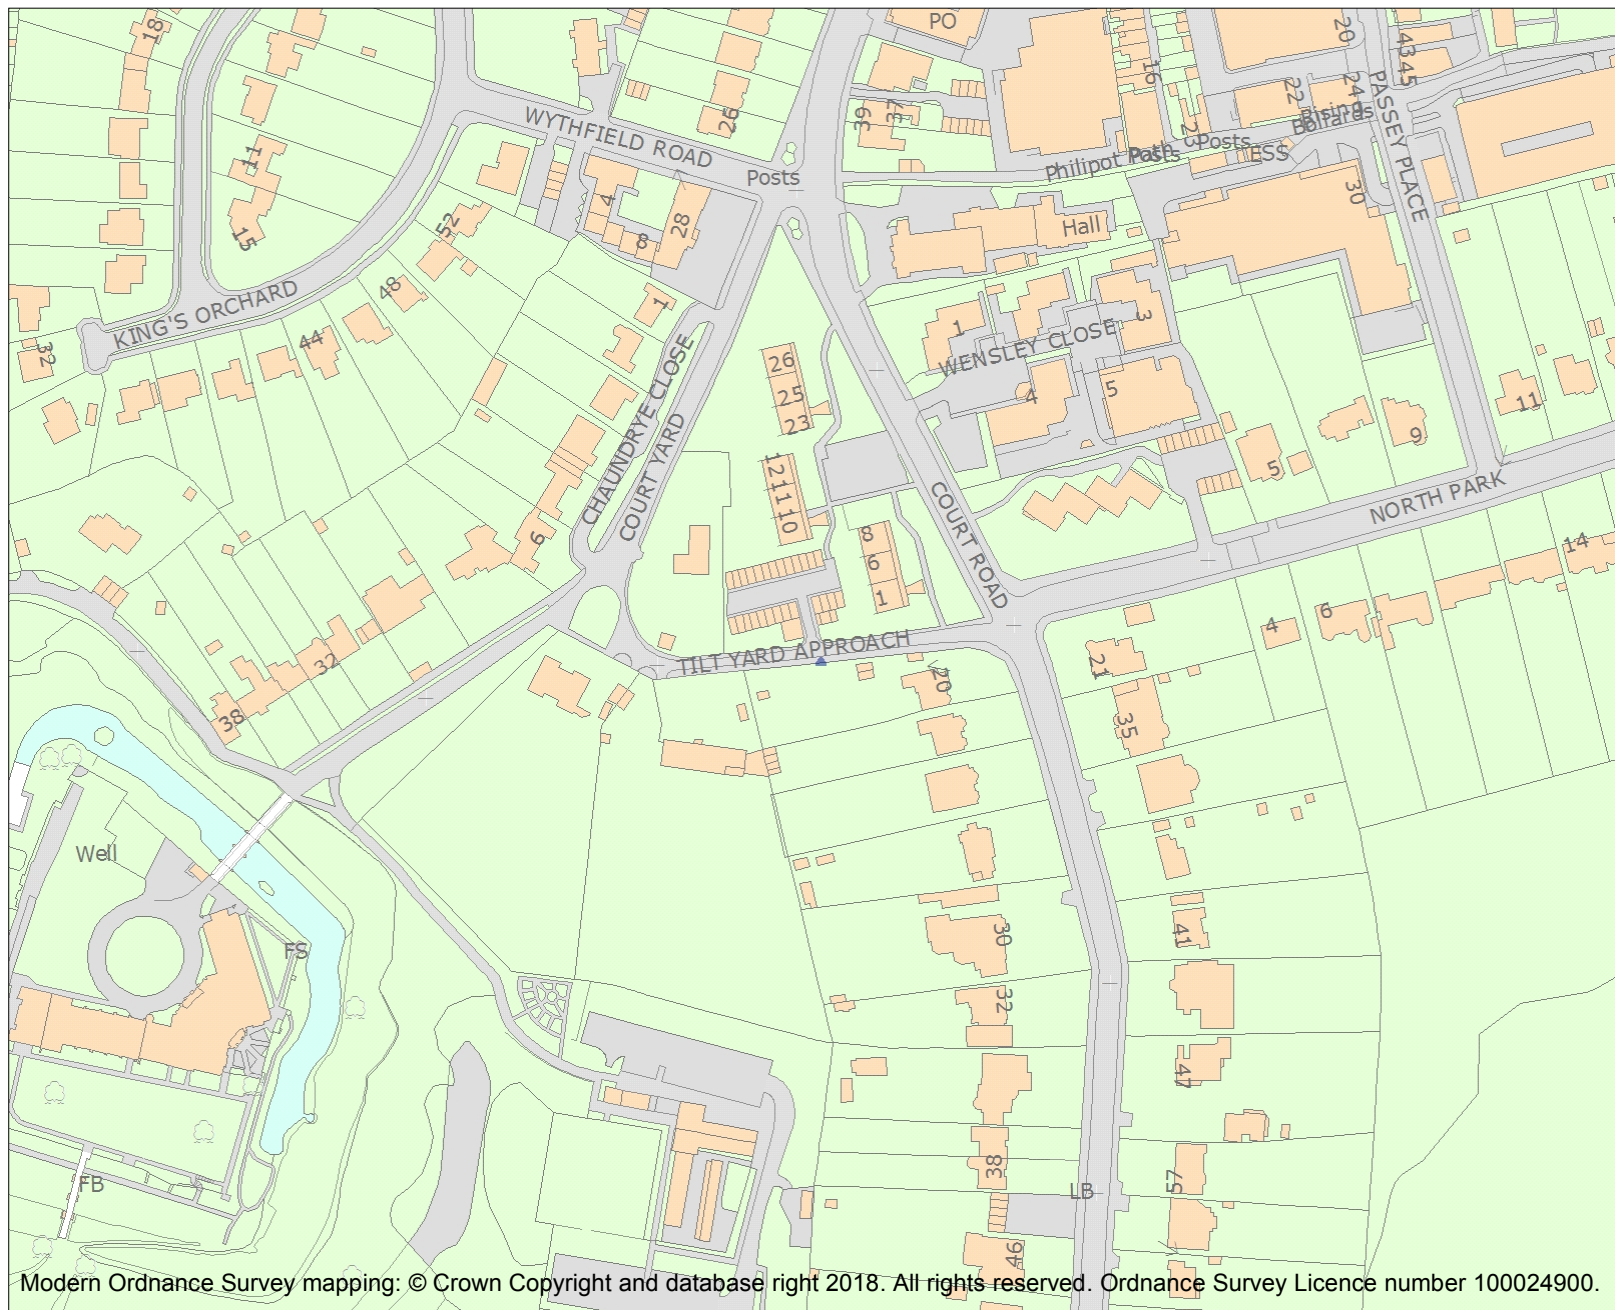 18
PO
20
43
45
16
PASSEY PLACE
22
24
Rising
Bollards
26
39
37
23
WYTHFIELD ROAD
Posts
Philipot Path
Posts
Posts
ESS
11
4
28
8
30
15
52
Hall
48
1
KING'S ORCHARD
44
32
1
3
WENSLEY CLOSE
CHAUNDRYE CLOSE
COURT YARD
26
25
23
4
5
11
9
5
12
11
11
10
COURT ROAD
NORTH PARK
6
8
6
1
14
TILT YARD APPROACH
4
6
32
38
20
21
35
Well
FS
30
41
32
47
38
57
FB
LB
46
Modern Ordnance Survey mapping: © Crown Copyright and database right 2018. All rights reserved. Ordnance Survey Licence number 100024900.